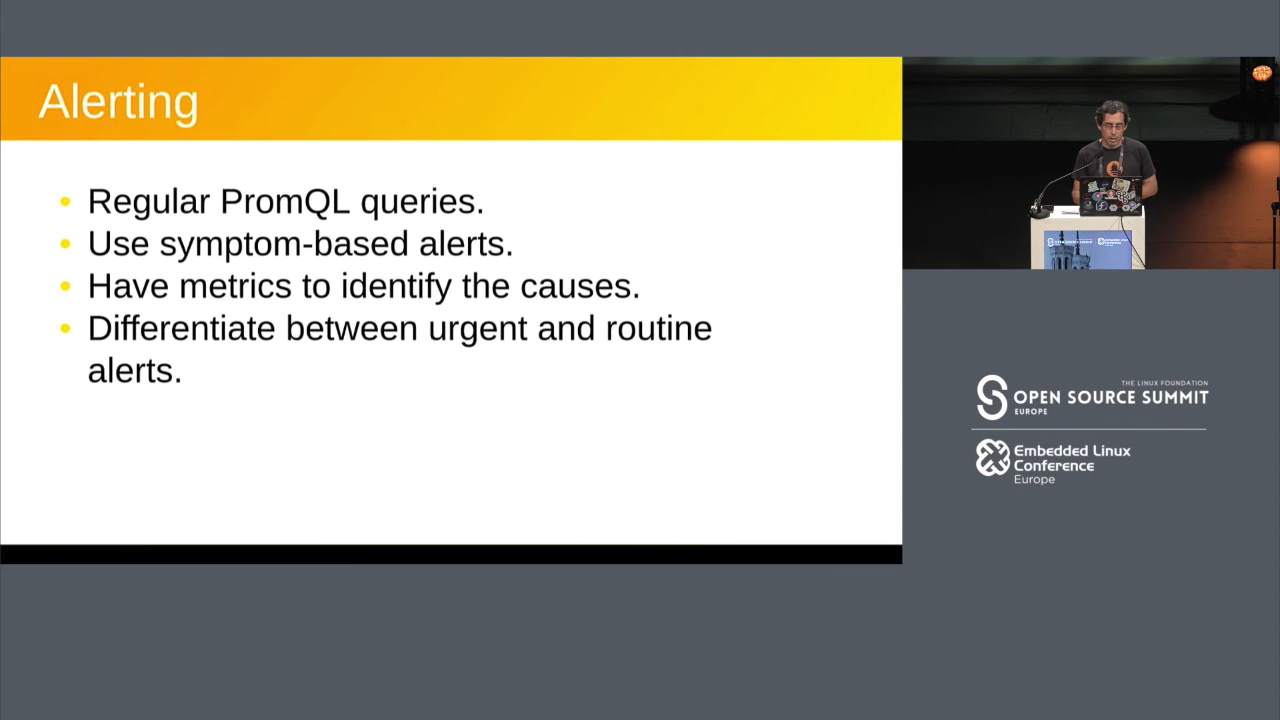 Alerting
• Regular PromQL queries.
• Use symptom-based alerts.
• Have metrics to identify the causes.
• Differentiate between urgent and routine
alerts.
THE LINUX FOUNDATION
OPEN SOURCE SUMMIT
EUROPE
Embedded Linux
Conference
Europe